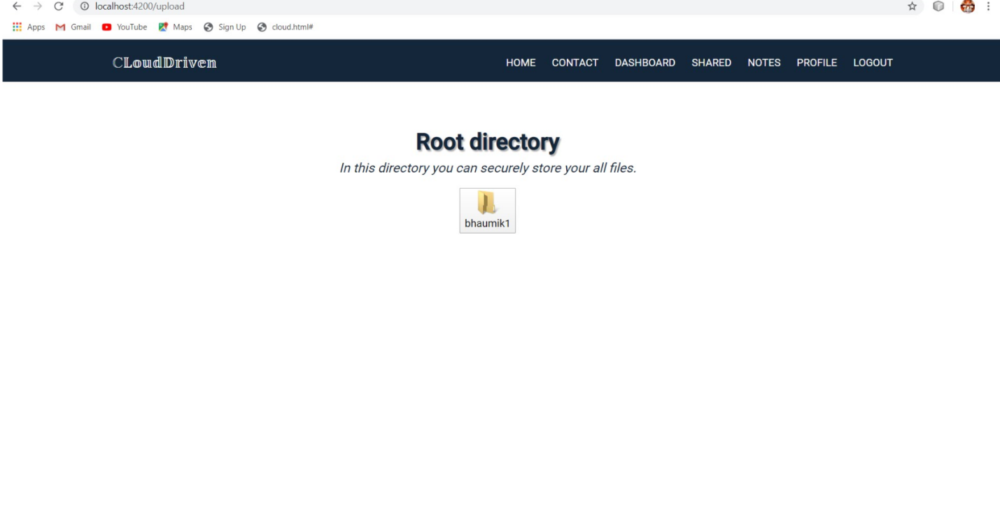 localhost:4200/upload
Apps Gmail YouTube Maps Sign Up cloud.html#
CLoudDriven HOME CONTACT DASHBOARD SHARED NOTES PROFILE LOGOUT
Root directory
In this directory you can securely store your all files.
bhaumik1